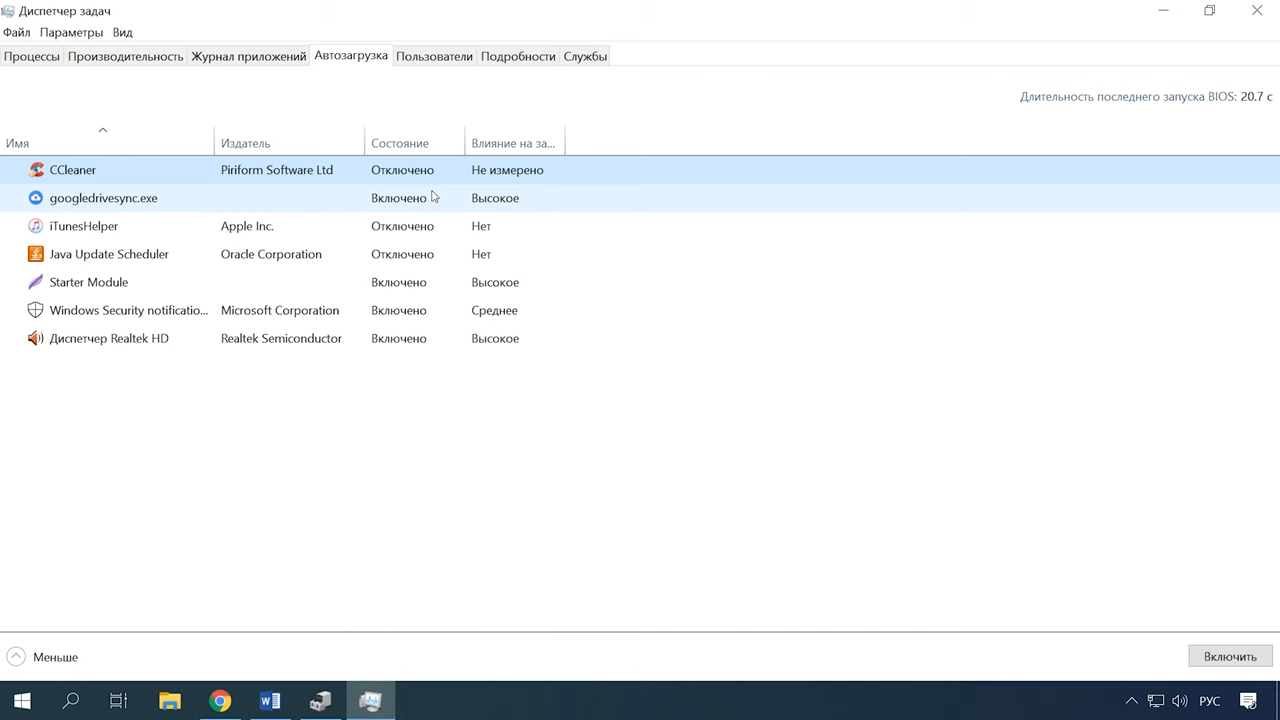 Диспетчер задач
Файл Параметры Вид
Процессы Производительность Журнал приложений Автозагрузка Пользователи Подробности Службы
Длительность последнего запуска BIOS: 20.7 с
Имя Издатель Состояние Влияние на за...
CCleaner Piriform Software Ltd Отключено Не измерено
googledrivesync.exe Включено Высокое
iTunesHelper Apple Inc. Отключено Нет
Java Update Scheduler Oracle Corporation Отключено Нет
Starter Module Включено Высокое
Windows Security notificatio... Microsoft Corporation Включено Среднее
Диспетчер Realtek HD Realtek Semiconductor Включено Высокое
Меньше Включить
РУС